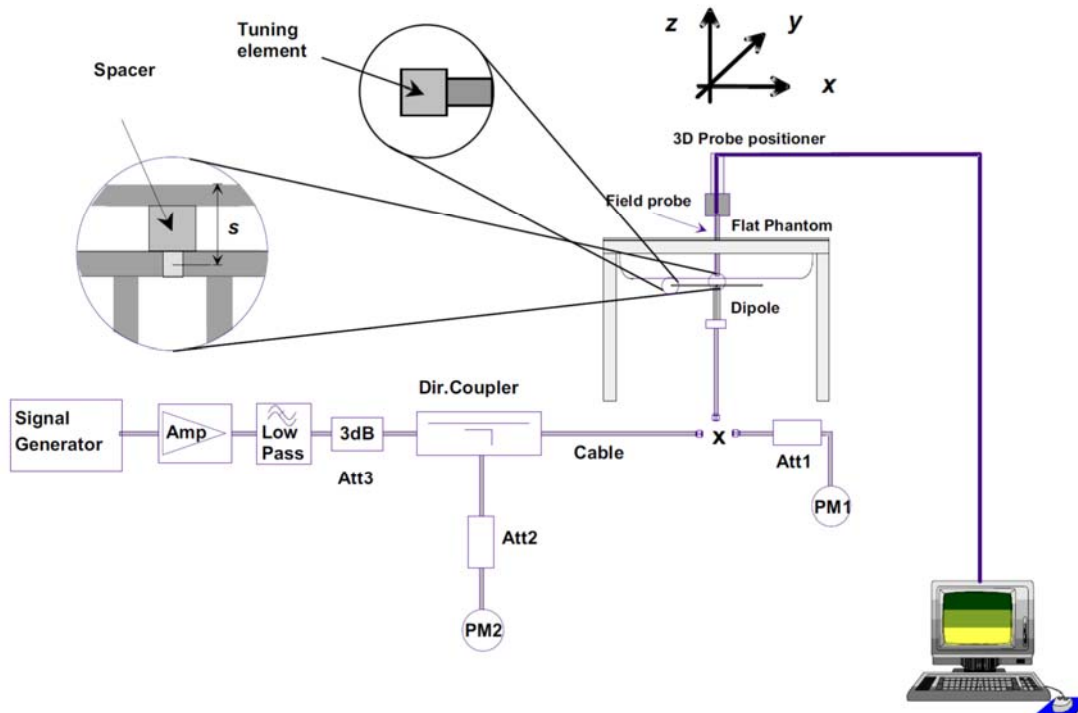 Tuning
element
Spacer
s
z
y
x
3D Probe positioner
Field probe
Flat Phantom
Dipole
Dir.Coupler
Signal
Generator
Amp
Low
Pass
3dB
Att3
Cable
x
Att1
PM1
Att2
PM2